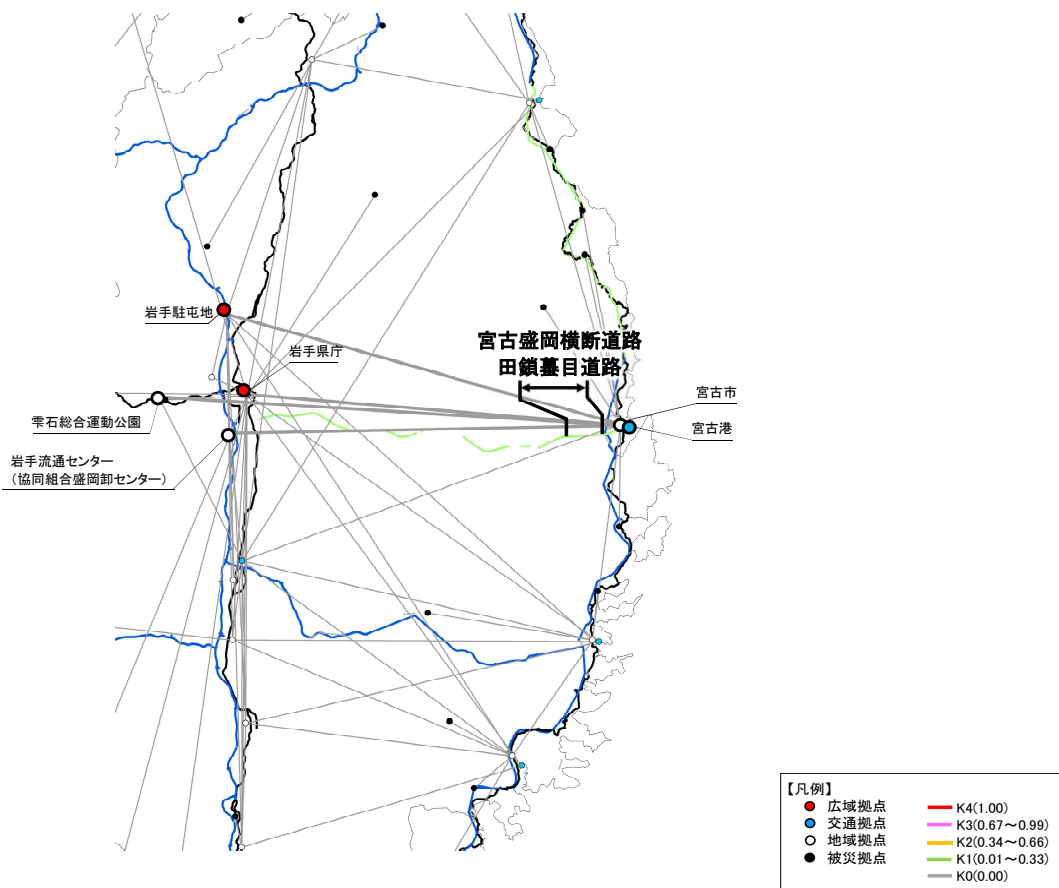 岩手駐屯地
岩手県庁
宮古盛岡横断道路
田鎖蟇目道路
宮古市
宮古港
雫石総合運動公園
岩手流通センター
（協同組合盛岡卸センター）
【凡例】
広域拠点
交通拠点
地域拠点
被災拠点
K4(1.00)
K3(0.67～0.99)
K2(0.34～0.66)
K1(0.01～0.33)
K0(0.00)